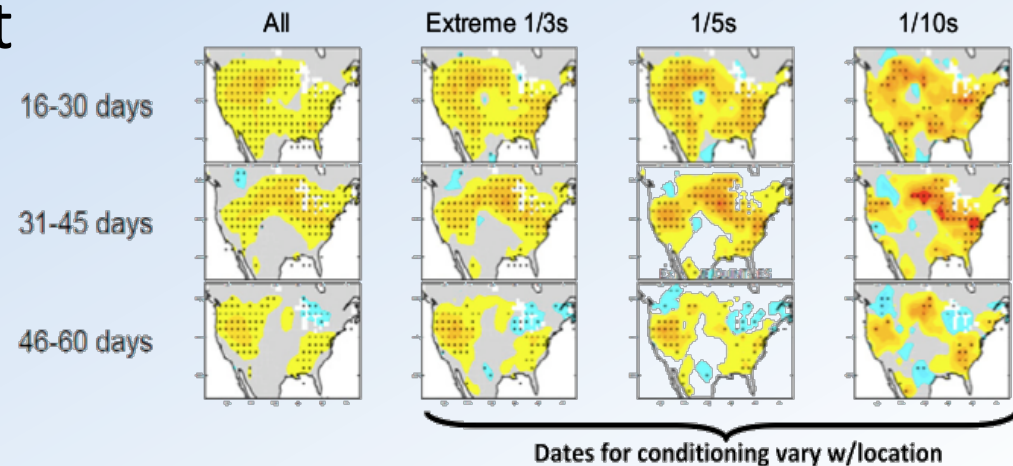 t
All Extreme 1/3s 1/5s 1/10s
16-30 days
31-45 days
46-60 days
Dates for conditioning vary w/location